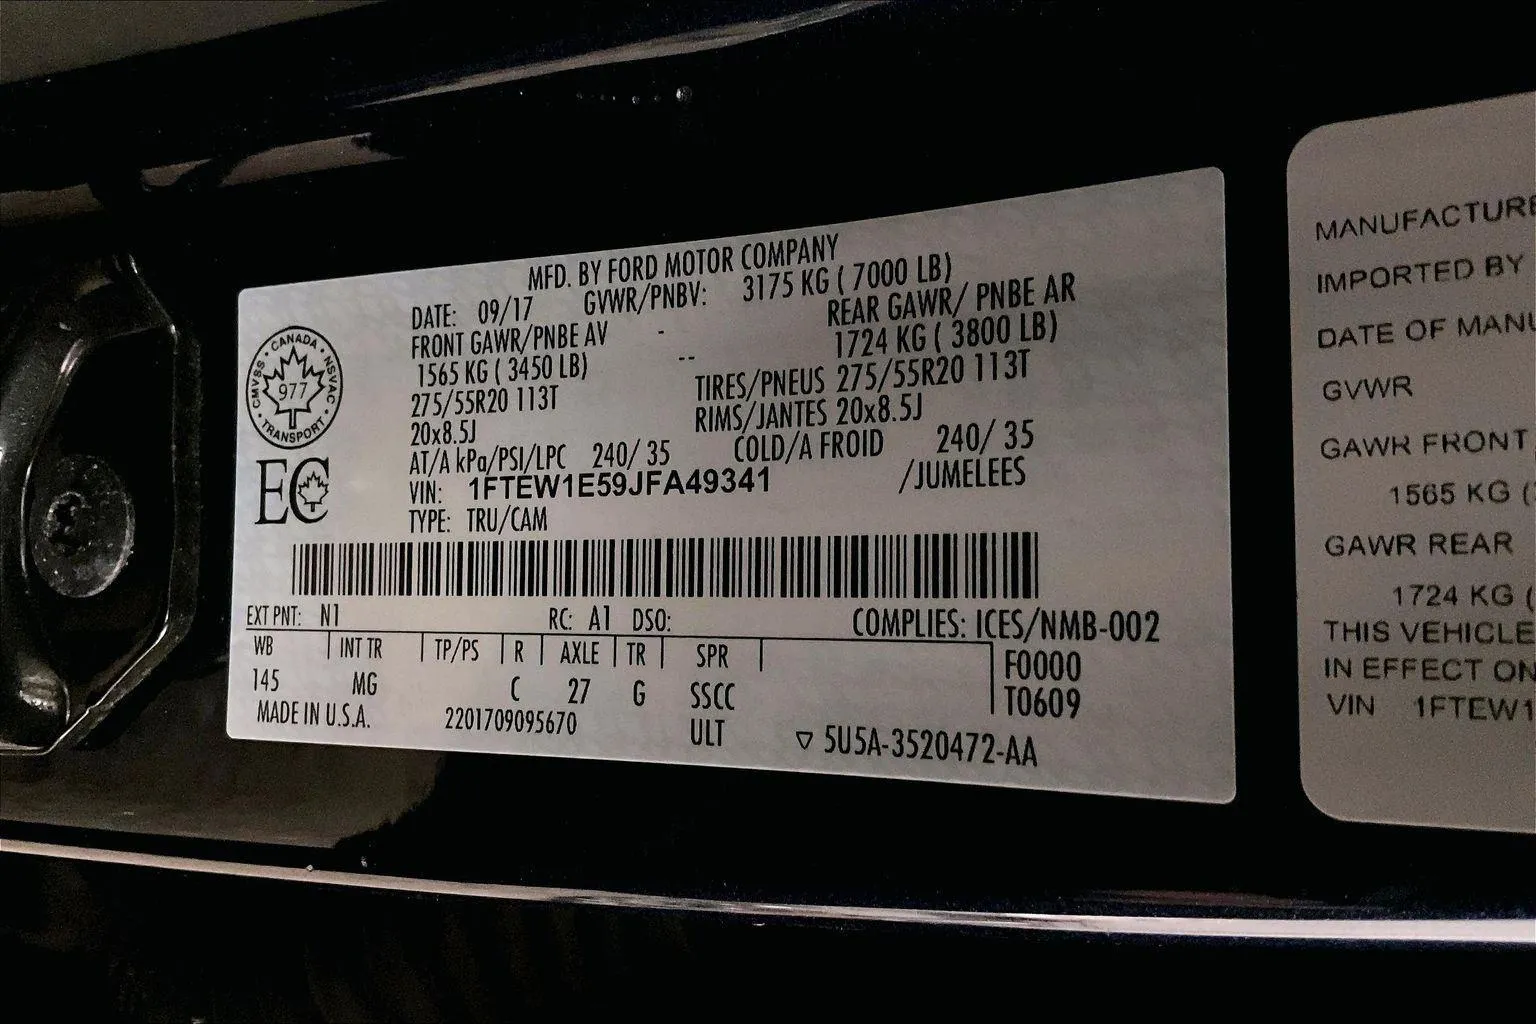 MFD. BY FORD MOTOR COMPANY
DATE: 09/17 GVWR/PNBV: 3175 KG ( 7000 LB)
FRONT GAWR/PNBE AV - REAR GAWR/ PNBE AR
1565 KG ( 3450 LB) -- 1724 KG ( 3800 LB)
275/55R20 113T TIRES/PNEUS 275/55R20 113T
20x8.5J RIMS/JANTES 20x8.5J
AT/A kPa/PSI/LPC 240/ 35 COLD/A FROID 240/ 35
VIN: 1FTEW1E59JFA49341 /JUMELEES
TYPE: TRU/CAM
CANADA
CMVSS NSVAC
977
TRANSPORT
EC
EXT PNT: N1 RC: A1 DSO: COMPLIES: ICES/NMB-002
WB INT TR TP/PS R AXLE TR SPR F0000
145 MG C 27 G SSCC T0609
MADE IN U.S.A. 2201709095670 ULT ▽ 5U5A-3520472-AA
MANUFACTURE
IMPORTED BY
DATE OF MANU
GVWR
GAWR FRONT
1565 KG (
GAWR REAR
1724 KG (
THIS VEHICLE
IN EFFECT ON
VIN 1FTEW1